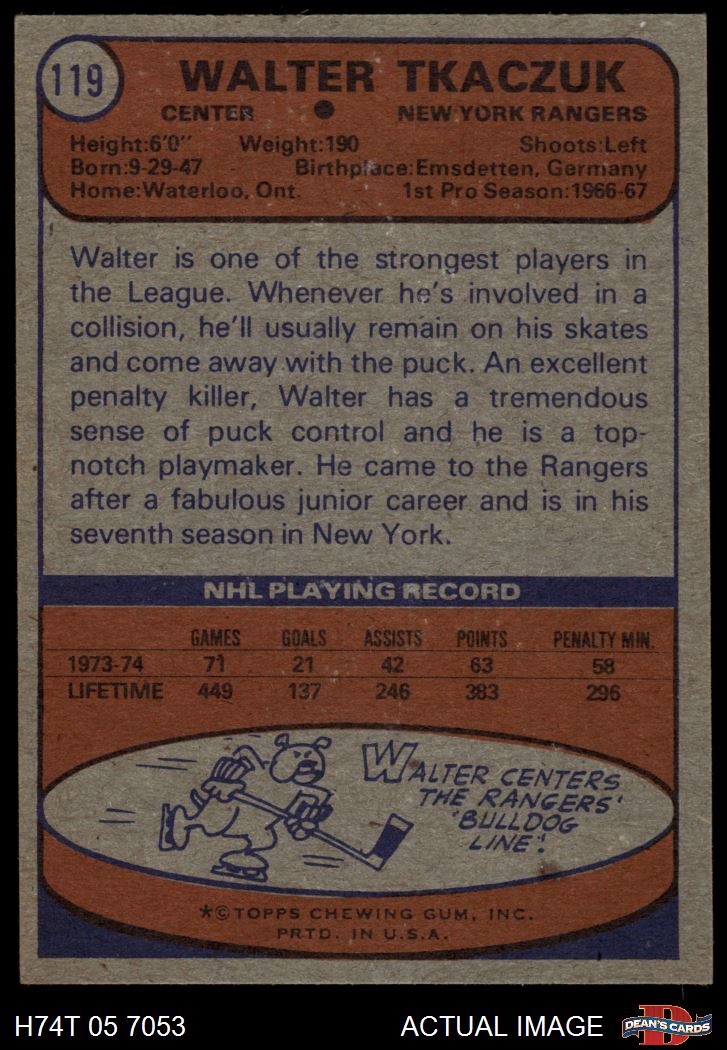 119
WALTER TKACZUK
CENTER ● NEW YORK RANGERS
Height:6'0" Weight:190 Shoots:Left
Born:9-29-47 Birthplace:Emsdetten, Germany
Home:Waterloo, Ont. 1st Pro Season:1966-67
Walter is one of the strongest players in
the League. Whenever he's involved in a
collision, he'll usually remain on his skates
and come away with the puck. An excellent
penalty killer, Walter has a tremendous
sense of puck control and he is a top-
notch playmaker. He came to the Rangers
after a fabulous junior career and is in his
seventh season in New York.
NHL PLAYING RECORD
GAMES GOALS ASSISTS POINTS PENALTY MIN.
1973-74 71 21 42 63 58
LIFETIME 449 137 246 383 296
WALTER CENTERS
THE RANGERS'
'BULLDOG
LINE'!
*©TOPPS CHEWING GUM, INC.
PRTD. IN U.S.A.
H74T 05 7053 ACTUAL IMAGE
D
DEAN'S CARDS